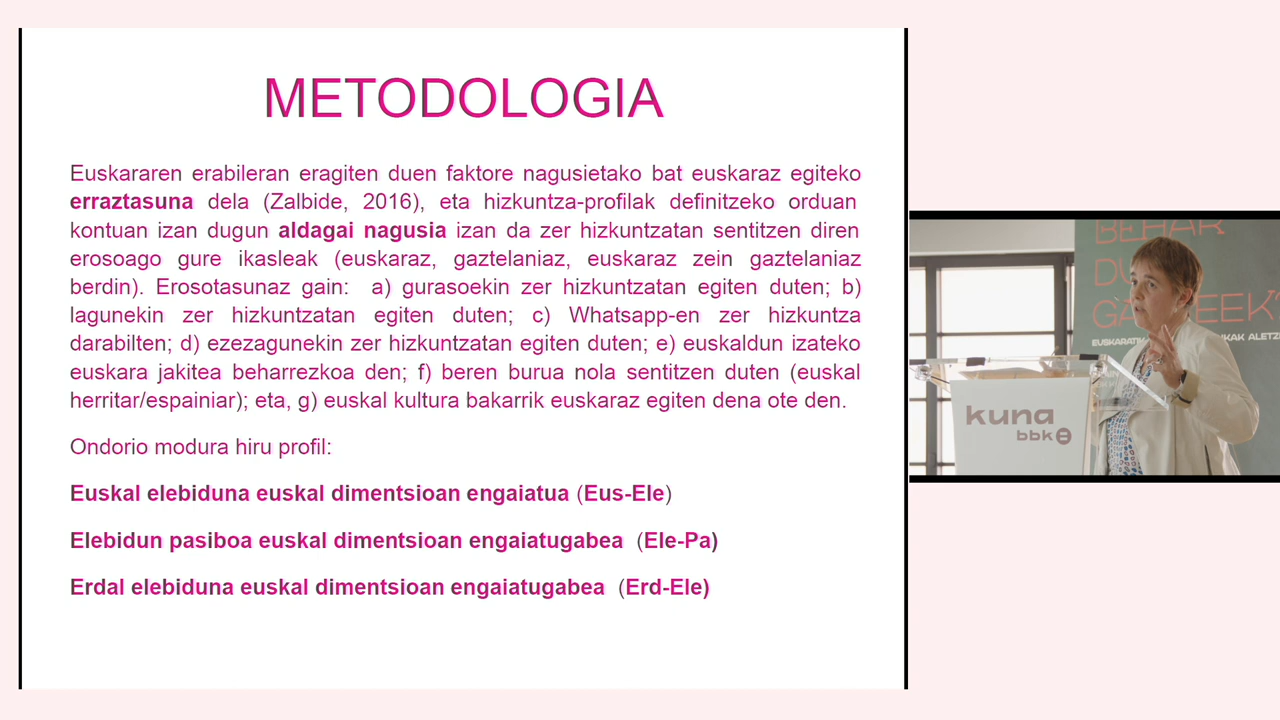 METODOLOGIA
Euskararen erabileran eragiten duen faktore nagusietako bat euskaraz egiteko
erraztasuna dela (Zalbide, 2016), eta hizkuntza-profilak definitzeko orduan
kontuan izan dugun aldagai nagusia izan da zer hizkuntzatan sentitzen diren
erosoago gure ikasleak (euskaraz, gaztelaniaz, euskaraz zein gaztelaniaz
berdin). Erosotasunaz gain: a) gurasoekin zer hizkuntzatan egiten duten; b)
lagunekin zer hizkuntzatan egiten duten; c) Whatsapp-en zer hizkuntza
darabilten; d) ezezagunekin zer hizkuntzatan egiten duten; e) euskaldun izateko
euskara jakitea beharrezkoa den; f) beren burua nola sentitzen duten (euskal
herritar/espainiar); eta, g) euskal kultura bakarrik euskaraz egiten dena ote den.
Ondorio modura hiru profil:
Euskal elebiduna euskal dimentsioan engaiatua (Eus-Ele)
Elebidun pasiboa euskal dimentsioan engaiatugabea (Ele-Pa)
Erdal elebiduna euskal dimentsioan engaiatugabea (Erd-Ele)
BEHAR
DU
EUSKARATIK
kuna
bbk